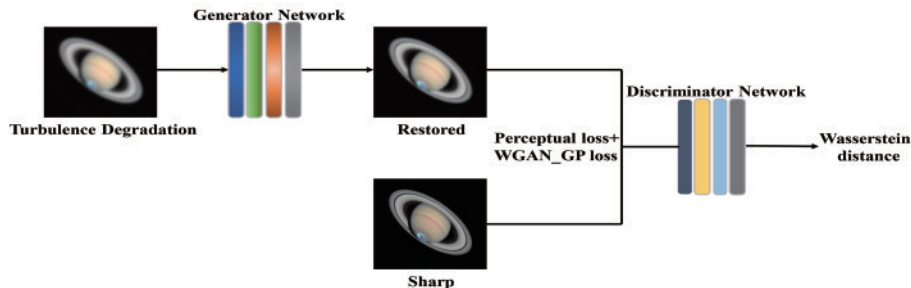 Generator Network
Turbulence Degradation
Restored
Perceptual loss+
WGAN_GP loss
Discriminator Network
Wasserstein
distance
Sharp